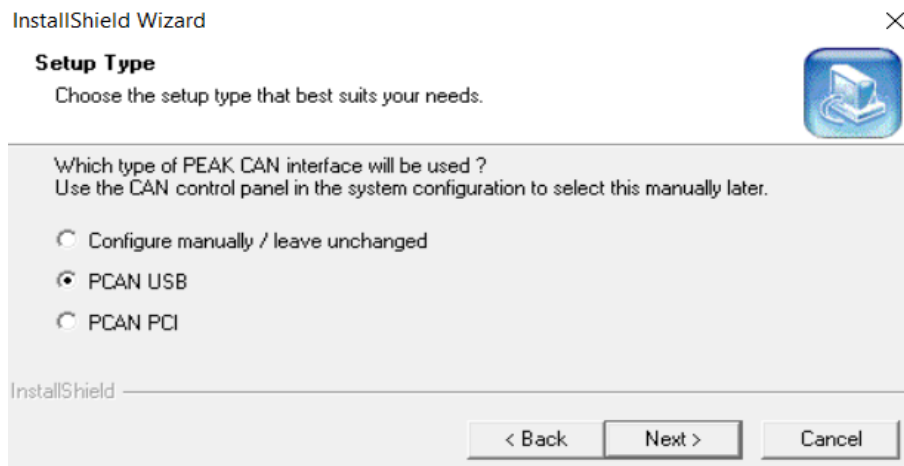 InstallShield Wizard
Setup Type
Choose the setup type that best suits your needs.
Which type of PEAK CAN interface will be used ?
Use the CAN control panel in the system configuration to select this manually later.
Configure manually / leave unchanged
PCAN USB
PCAN PCI
InstallShield
< Back
Next >
Cancel